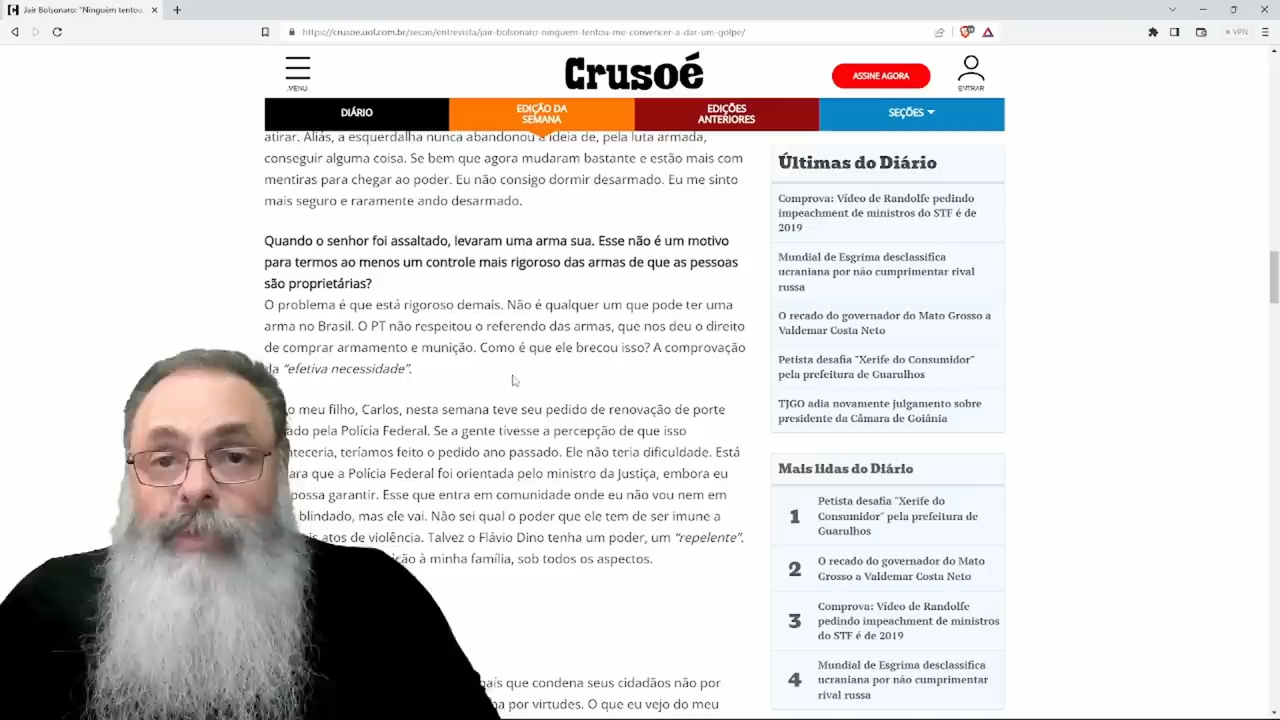 Jair Bolsonaro: "Ninguém tentou
https://crusoe.uol.com.br/secao/entrevista/jair-bolsonaro-ninguem-tentou-me-convencer-a-dar-um-golpe/
VPN
MENU
Crusoé
ASSINE AGORA
ENTRAR
DIÁRIO
EDIÇÃO DA
SEMANA
EDIÇÕES
ANTERIORES
SEÇÕES
atirar. Aliás, a esquerdalha nunca abandonou a ideia de, pela luta armada,
conseguir alguma coisa. Se bem que agora mudaram bastante e estão mais com
mentiras para chegar ao poder. Eu não consigo dormir desarmado. Eu me sinto
mais seguro e raramente ando desarmado.
Quando o senhor foi assaltado, levaram uma arma sua. Esse não é um motivo
para termos ao menos um controle mais rigoroso das armas de que as pessoas
são proprietárias?
O problema é que está rigoroso demais. Não é qualquer um que pode ter uma
arma no Brasil. O PT não respeitou o referendo das armas, que nos deu o direito
de comprar armamento e munição. Como é que ele brecou isso? A comprovação
da "efetiva necessidade".
o meu filho, Carlos, nesta semana teve seu pedido de renovação de porte
pela Polícia Federal. Se a gente tivesse a percepção de que isso
teríamos feito o pedido ano passado. Ele não teria dificuldade. Está
que a Polícia Federal foi orientada pelo ministro da Justiça, embora eu
possa garantir. Esse que entra em comunidade onde eu não vou nem em
blindado, mas ele vai. Não sei qual o poder que ele tem de ser imune a
atos de violência. Talvez o Flávio Dino tenha um poder, um "repelente".
à minha família, sob todos os aspectos.
que condena seus cidadãos não por
por virtudes. O que eu vejo do meu
Últimas do Diário
Comprova: Vídeo de Randolfe pedindo
impeachment de ministros do STF é de
2019
Mundial de Esgrima desclassifica
ucraniana por não cumprimentar rival
russa
O recado do governador do Mato Grosso a
Valdemar Costa Neto
Petista desafia "Xerife do Consumidor"
pela prefeitura de Guarulhos
TJGO adia novamente julgamento sobre
presidente da Câmara de Goiânia
Mais lidas do Diário
1
Petista desafia "Xerife do
Consumidor" pela prefeitura de
Guarulhos
2
O recado do governador do Mato
Grosso a Valdemar Costa Neto
3
Comprova: Vídeo de Randolfe
pedindo impeachment de ministros
do STF é de 2019
4
Mundial de Esgrima desclassifica
ucraniana por não cumprimentar
rival russa